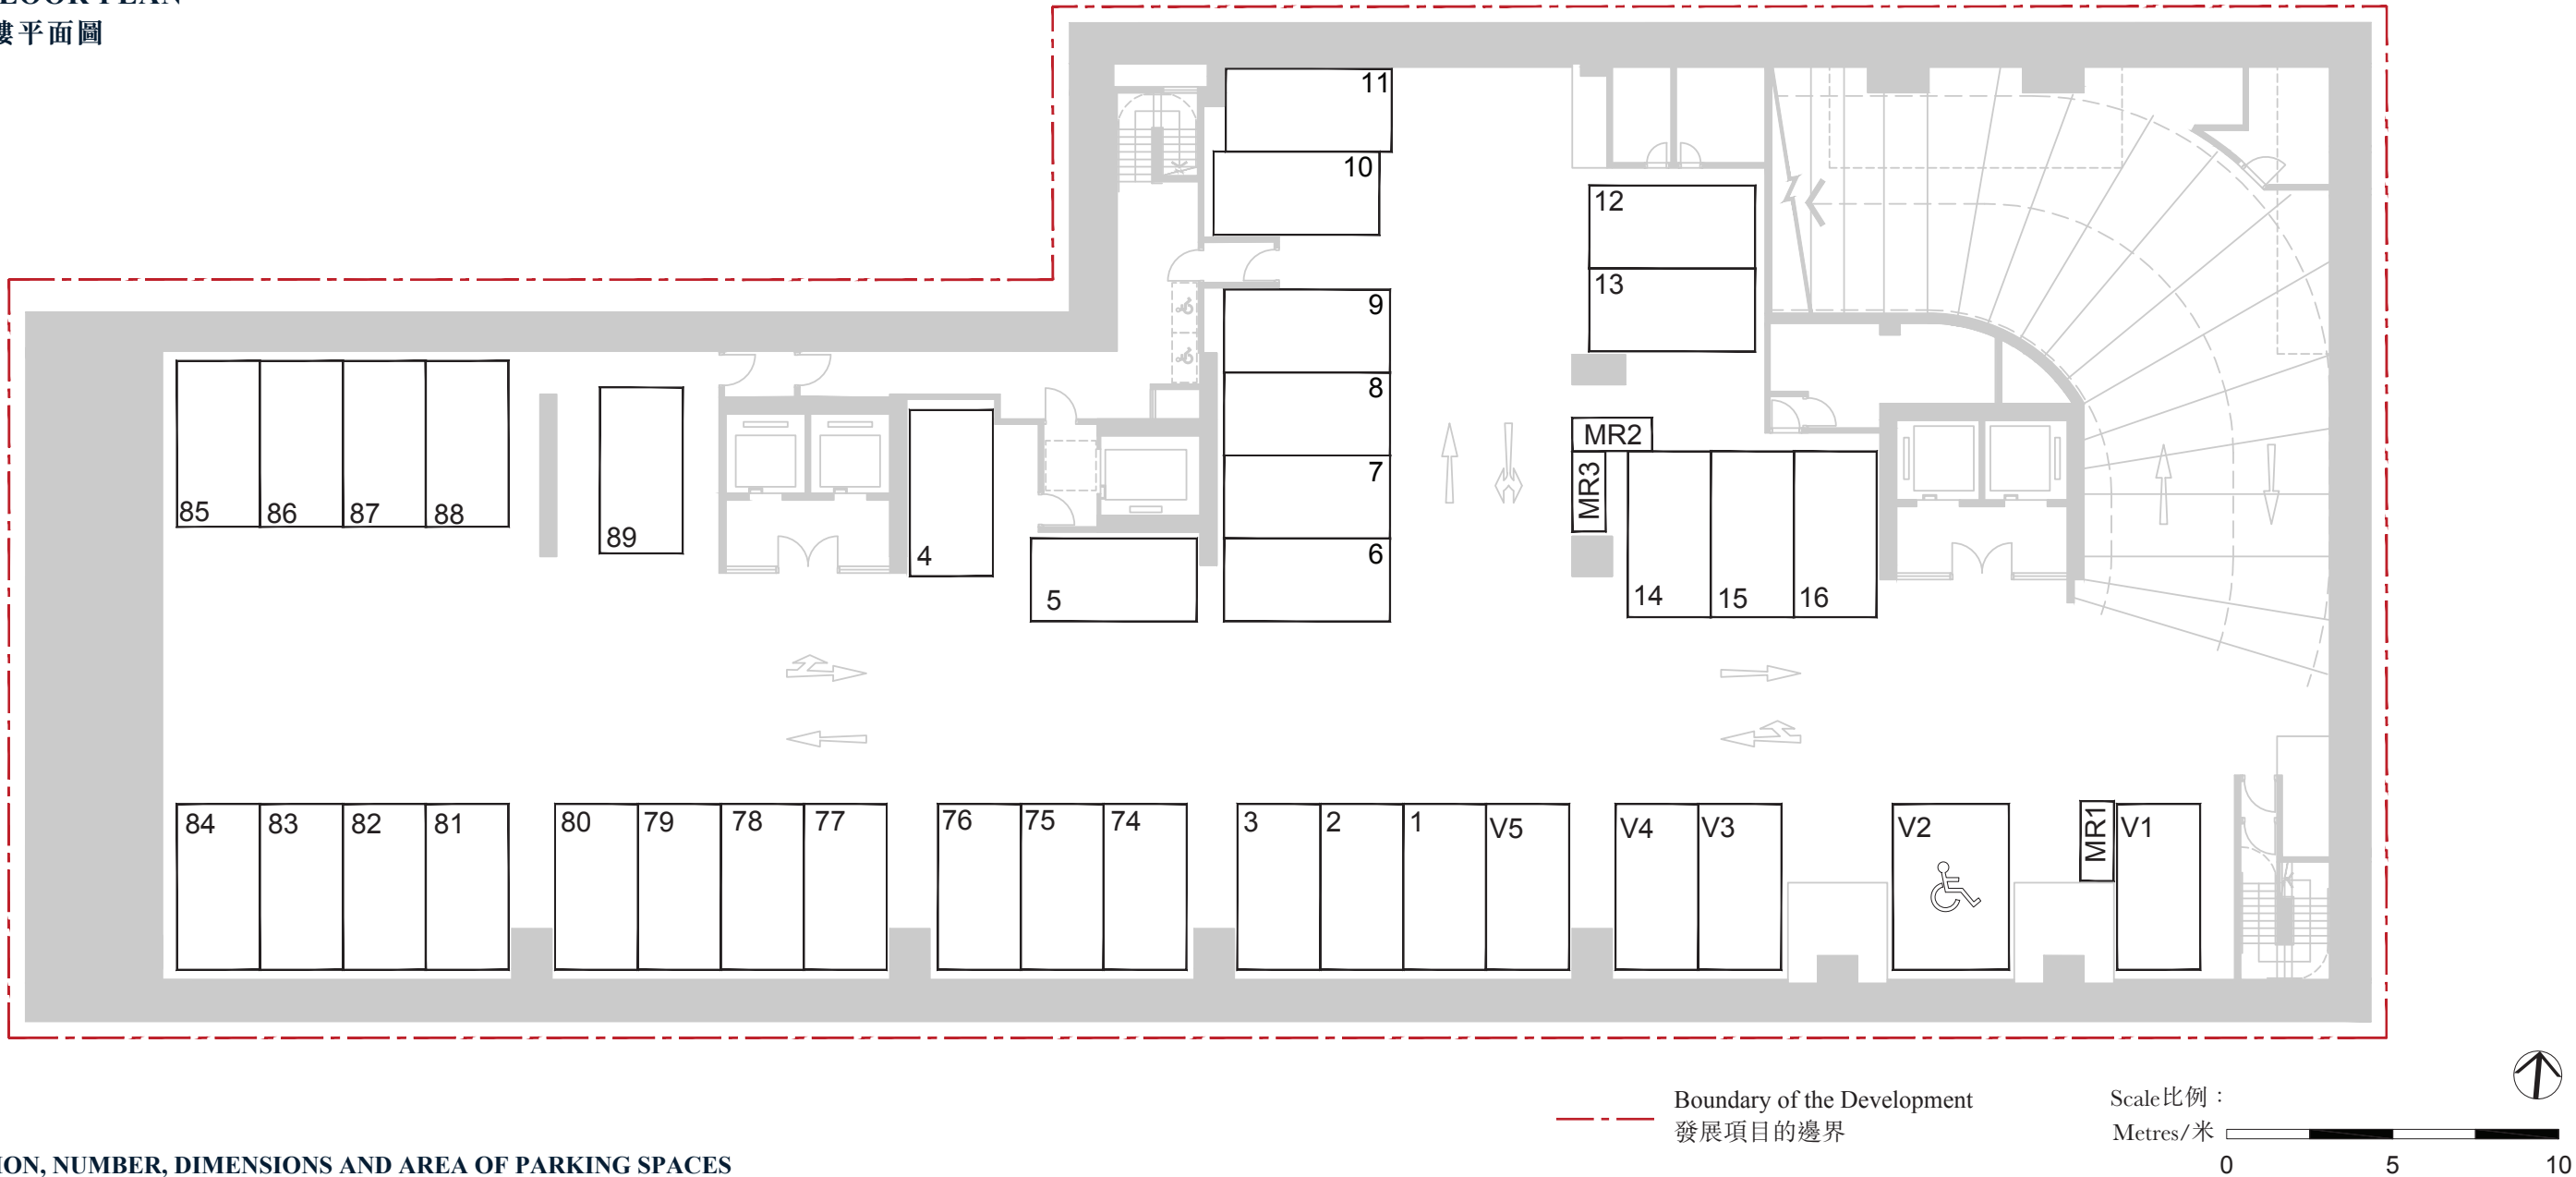 樓平面圖
11
10
12
13
9
8
MR2
7
MR3
85
86
87
88
89
4
6
5
14
15
16
84
83
82
81
80
79
78
77
76
75
74
3
2
1
V5
V4
V3
V2
MR1
V1
Boundary of the Development
發展項目的邊界
Scale比例：
Metres/米
0 5 10
NUMBER, DIMENSIONS AND AREA OF PARKING SPACES